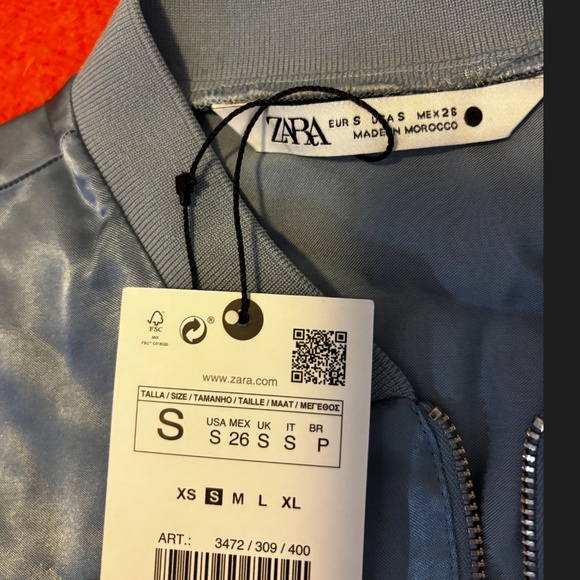 ZARA
EUR S USA S MEX 26
MADE IN MOROCCO
FSC
MIX
®
www.zara.com
TALLA / SIZE / TAMANHO / TAILLE / MAAT / ΜΕΓΕΘΟΣ
S
USA MEX UK IT BR
S 26 S S P
XS S M L XL
ART.: 3472 / 309 / 400